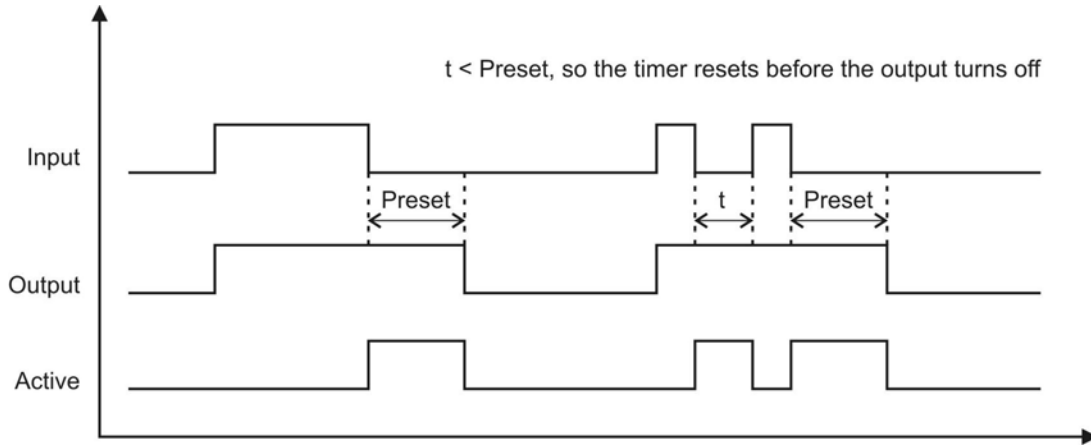 t < Preset, so the timer resets before the output turns off
Input
Preset
t
Preset
Output
Active